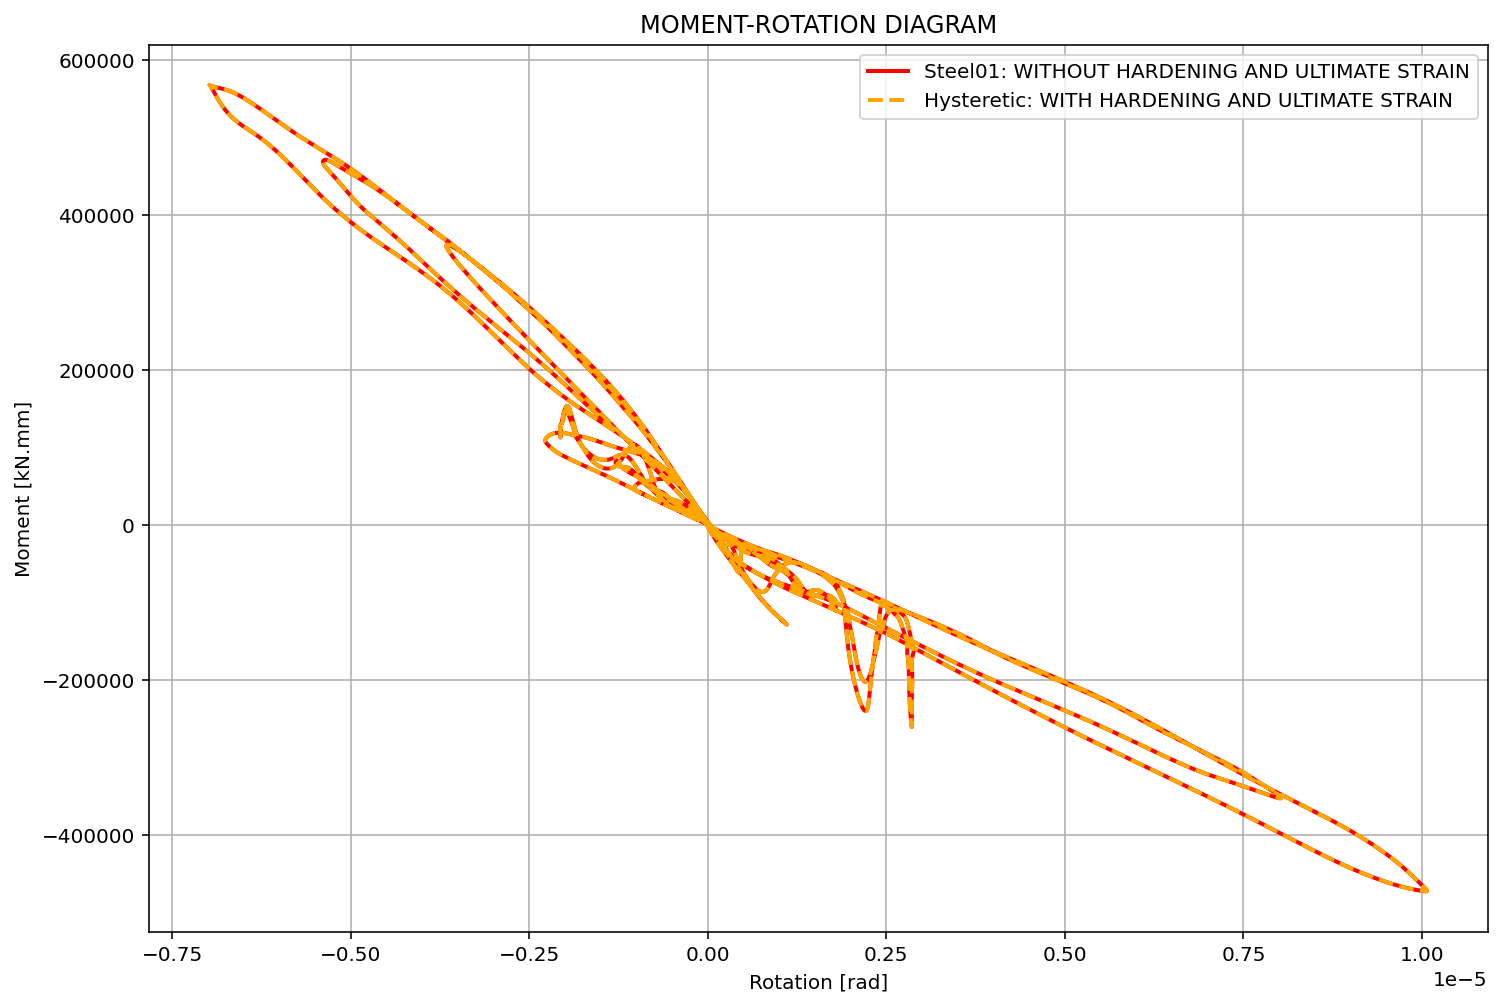 MOMENT-ROTATION DIAGRAM
Steel01: WITHOUT HARDENING AND ULTIMATE STRAIN
Hysteretic: WITH HARDENING AND ULTIMATE STRAIN
Moment [kN.mm]
600000
400000
200000
0
−200000
−400000
−0.75 −0.50 −0.25 0.00 0.25 0.50 0.75 1.00
1e−5
Rotation [rad]